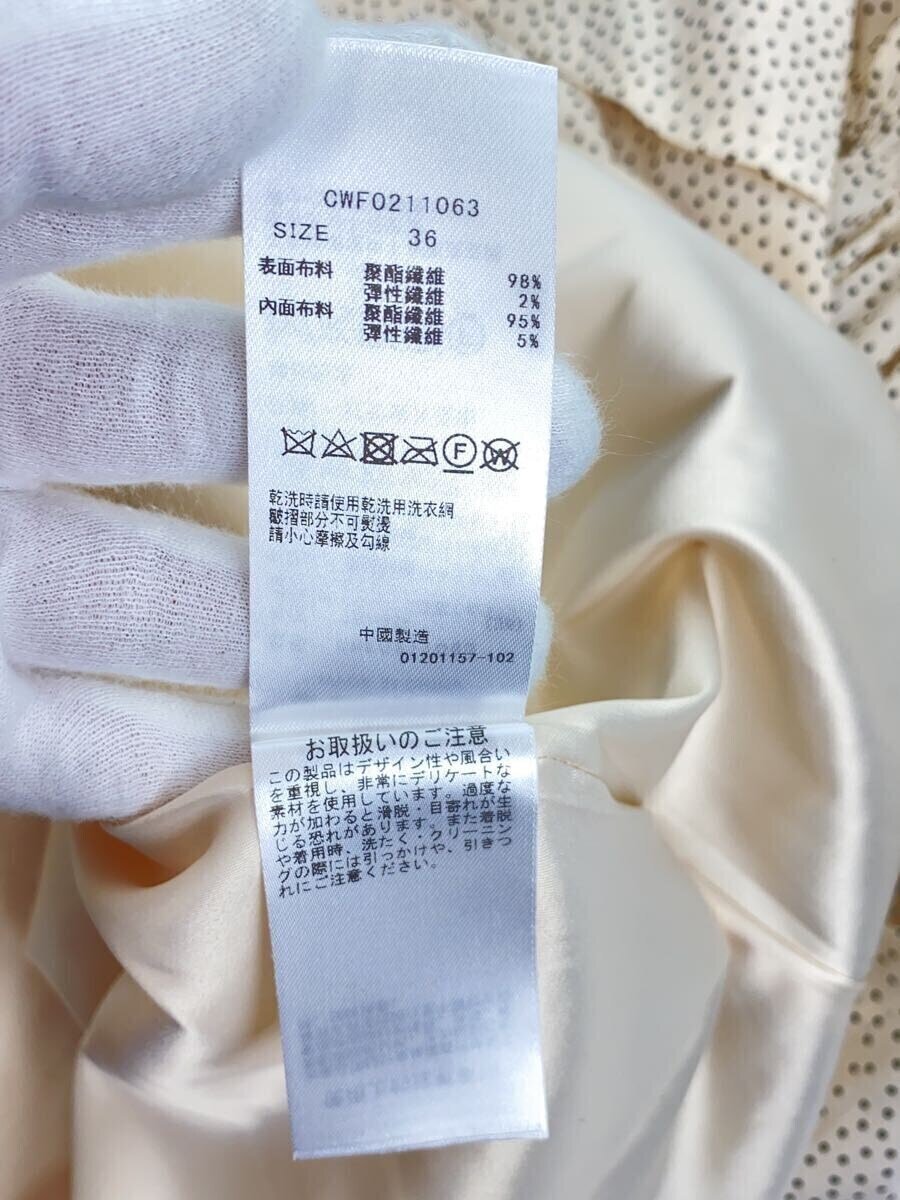 CWF0211063
SIZE 36
表面布料 聚酯纖維 98%
彈性纖維 2%
內面布料 聚酯纖維 95%
彈性纖維 5%
F W
乾洗時請使用乾洗用洗衣網
皺摺部分不可熨燙
請小心摩擦及勾線
中國製造
01201157-102
お取扱いのご注意
この製品はデザイン性や風合い
を重視し、非常にデリケートな
素材を使用しています。過度な
力が加わると滑脱・目寄れが生
じる恐れがあります。また着脱
や着用時、洗たく・クリーニン
グの際には引っかけや、引きつ
れにご注意ください。